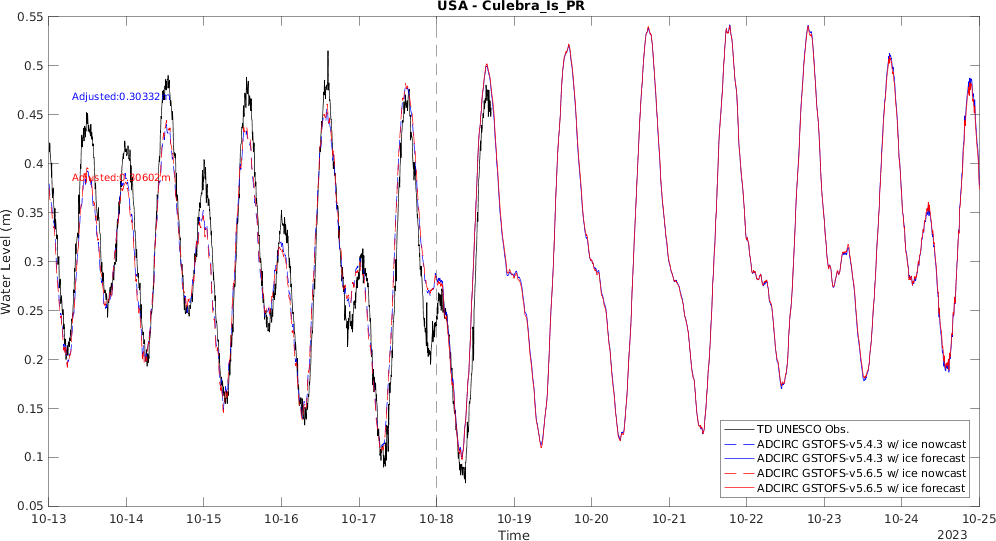 USA - Culebra_Is_PR
0.55
0.5
0.45
0.4
0.35
0.3
0.25
0.2
0.15
0.1
0.05
Water Level (m)
Adjusted:0.30332
Adjusted:0.30602m
TD UNESCO Obs.
ADCIRC GSTOFS-v5.4.3 w/ ice nowcast
ADCIRC GSTOFS-v5.4.3 w/ ice forecast
ADCIRC GSTOFS-v5.6.5 w/ ice nowcast
ADCIRC GSTOFS-v5.6.5 w/ ice forecast
10-13 10-14 10-15 10-16 10-17 10-18 10-19 10-20 10-21 10-22 10-23 10-24 10-25
Time
2023